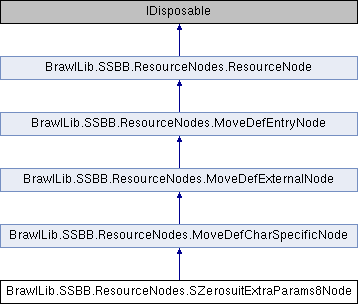 IDisposable
BrawlLib.SSBB.ResourceNodes.ResourceNode
BrawlLib.SSBB.ResourceNodes.MoveDefEntryNode
BrawlLib.SSBB.ResourceNodes.MoveDefExternalNode
BrawlLib.SSBB.ResourceNodes.MoveDefCharSpecificNode
BrawlLib.SSBB.ResourceNodes.SZerosuitExtraParams8Node